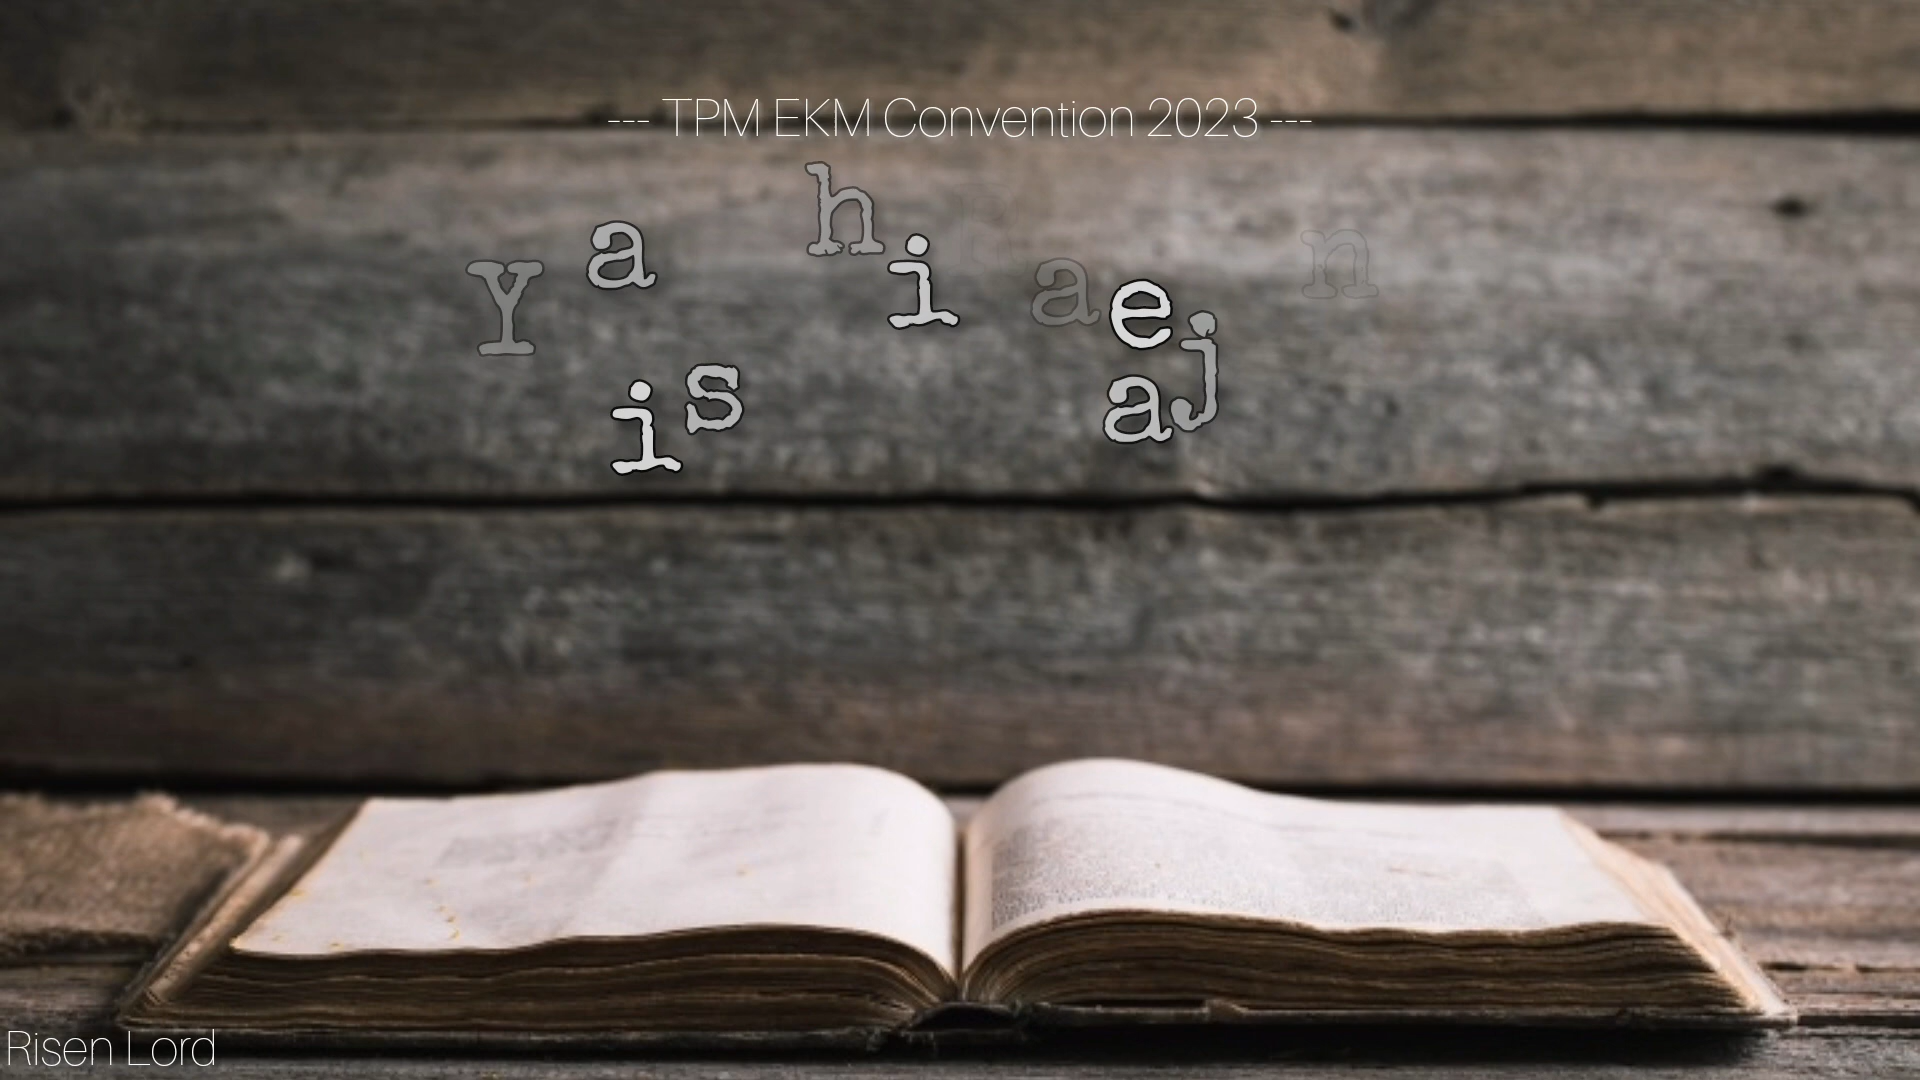 --- TPM EKM Convention 2023 ---
Y a h i R a e j n
i s a
Risen Lord